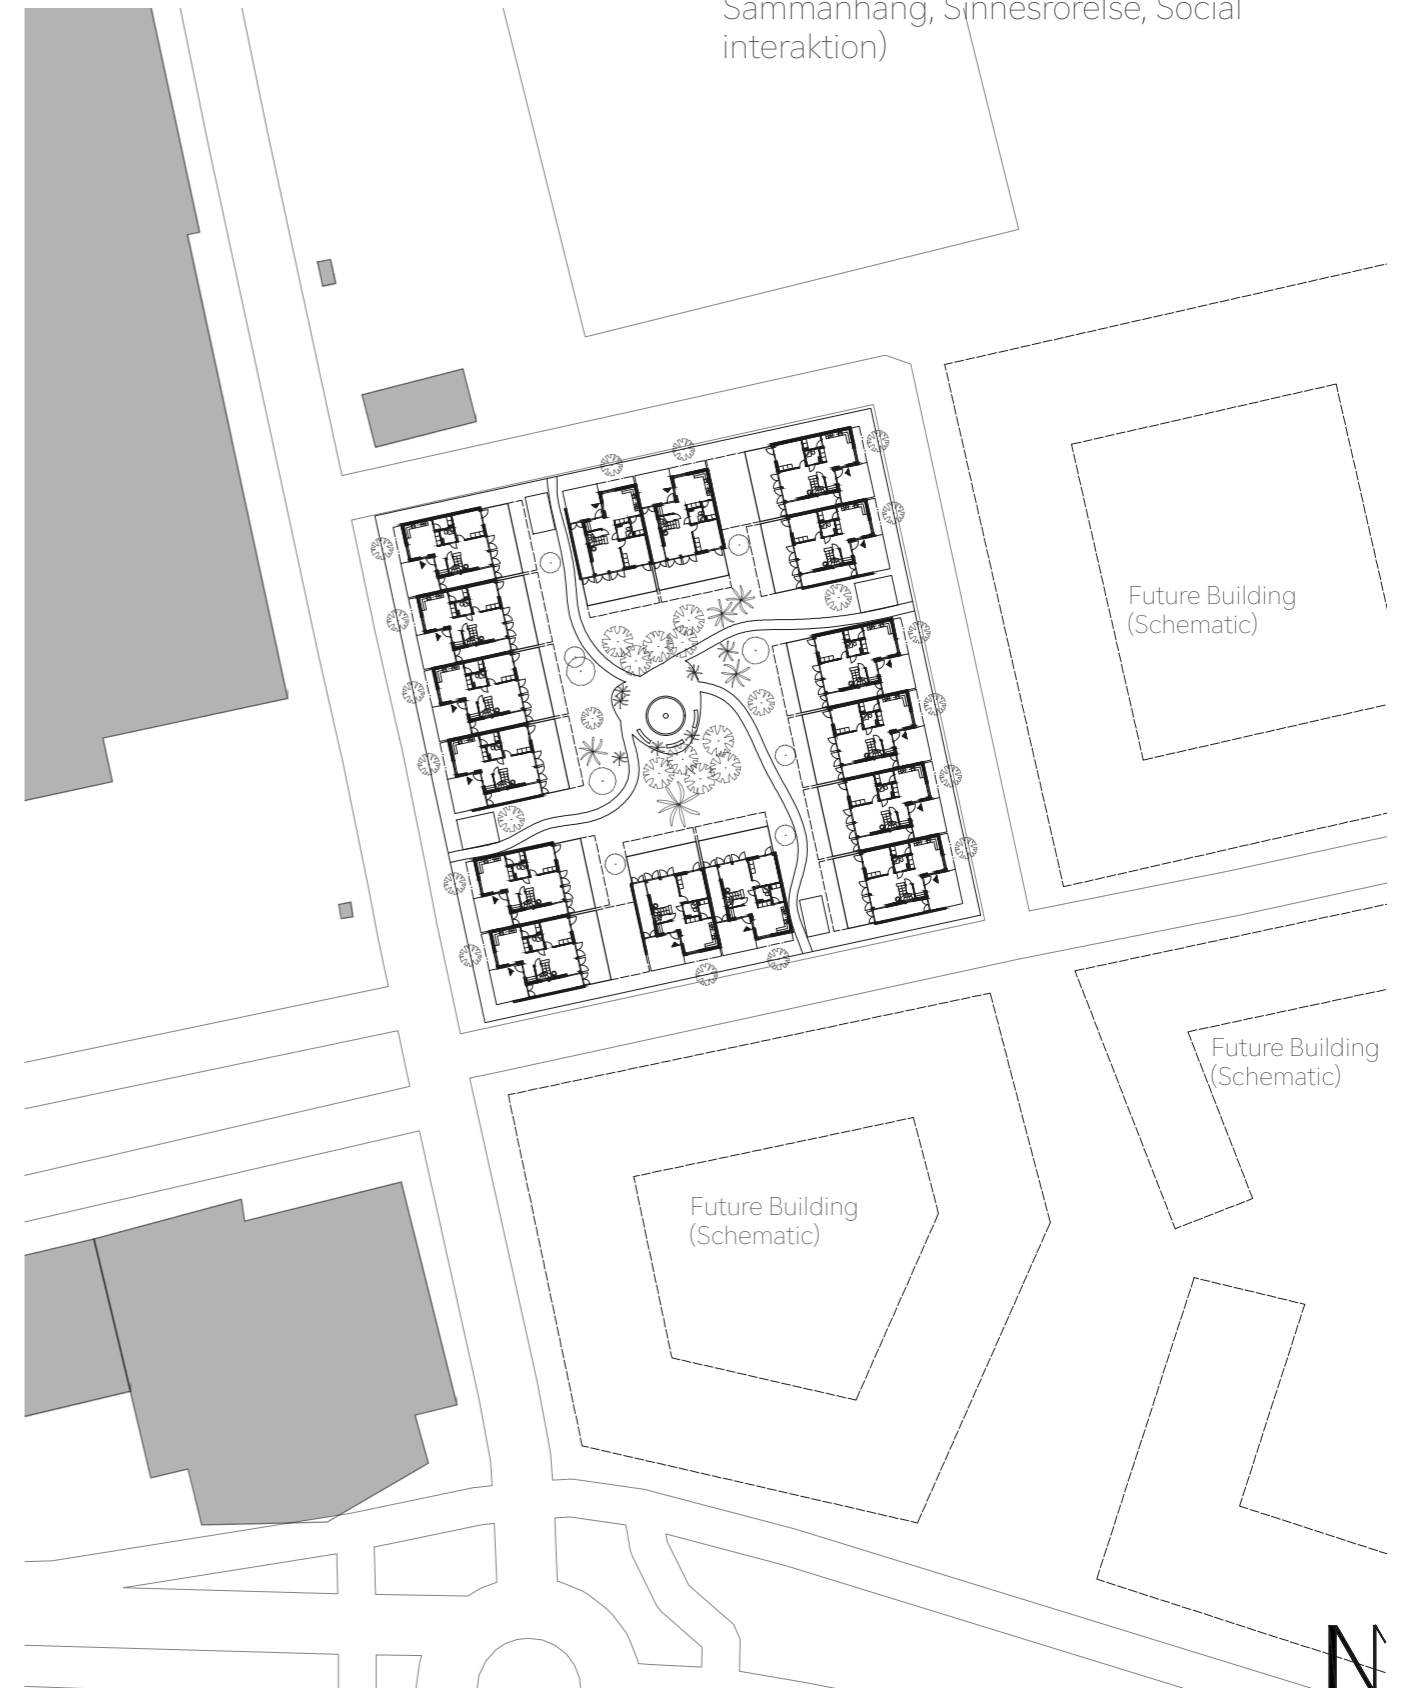 Sammanhang, Sinnesrörelse, Social
interaktion)
Future Building
(Schematic)
Future Building
(Schematic)
Future Building
(Schematic)
N